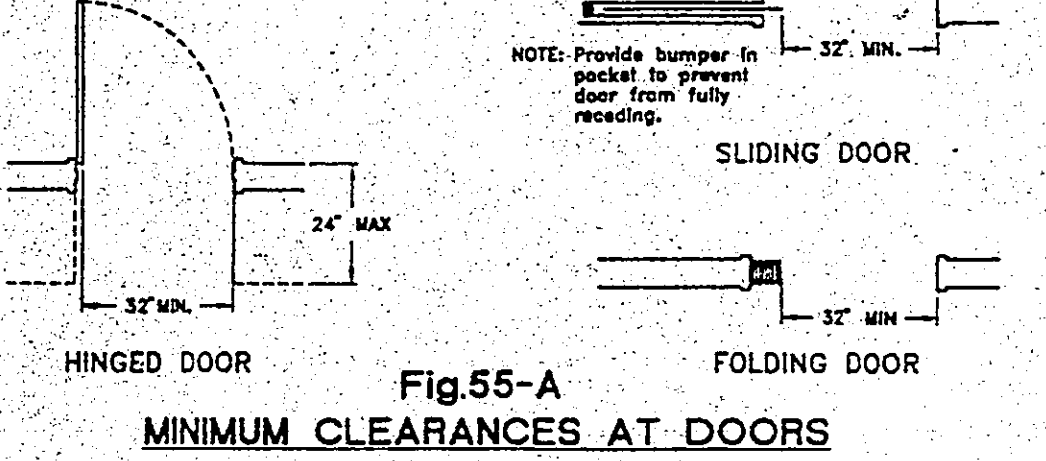 24" MAX
32" MIN.
HINGED DOOR
32" MIN.
NOTE: Provide bumper in
pocket to prevent
door from fully
receding.
SLIDING DOOR
32" MIN
FOLDING DOOR
Fig.55-A
MINIMUM CLEARANCES AT DOORS